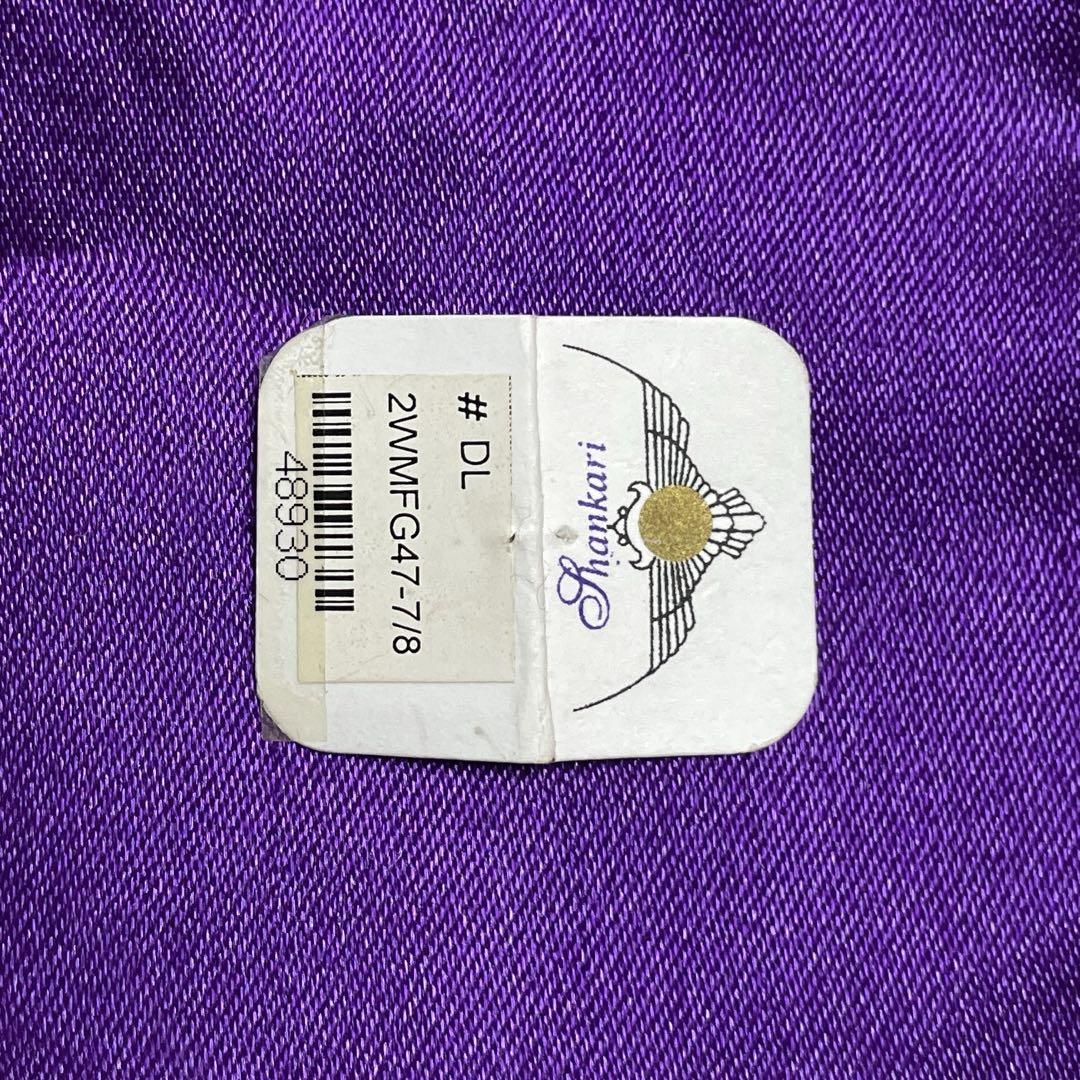 # DL
2WMFG47-7/8
48930
Shankari